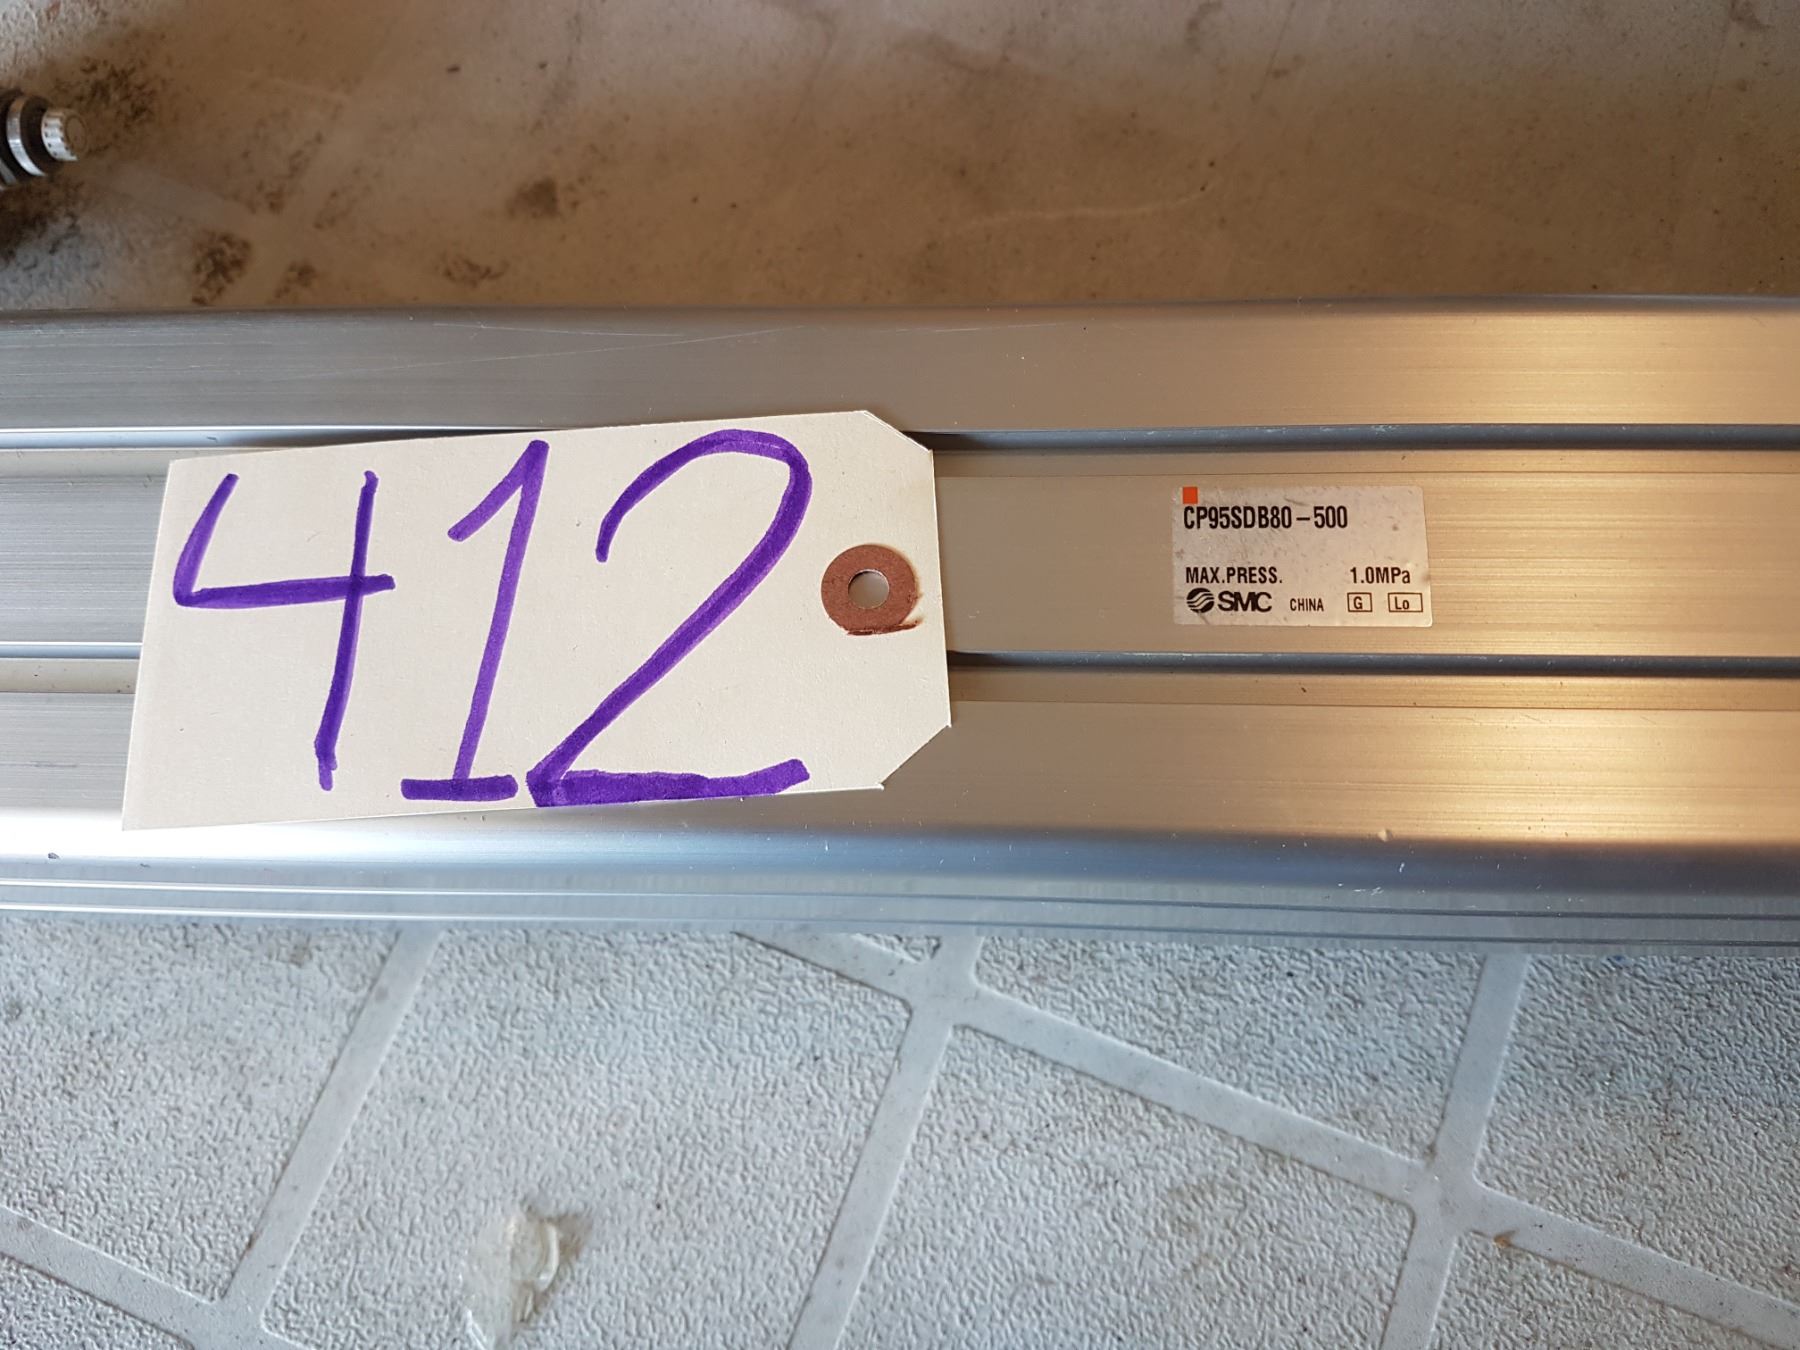 412
CP95SDB80-500
MAX.PRESS. 1.0MPa
SMC CHINA G Lo